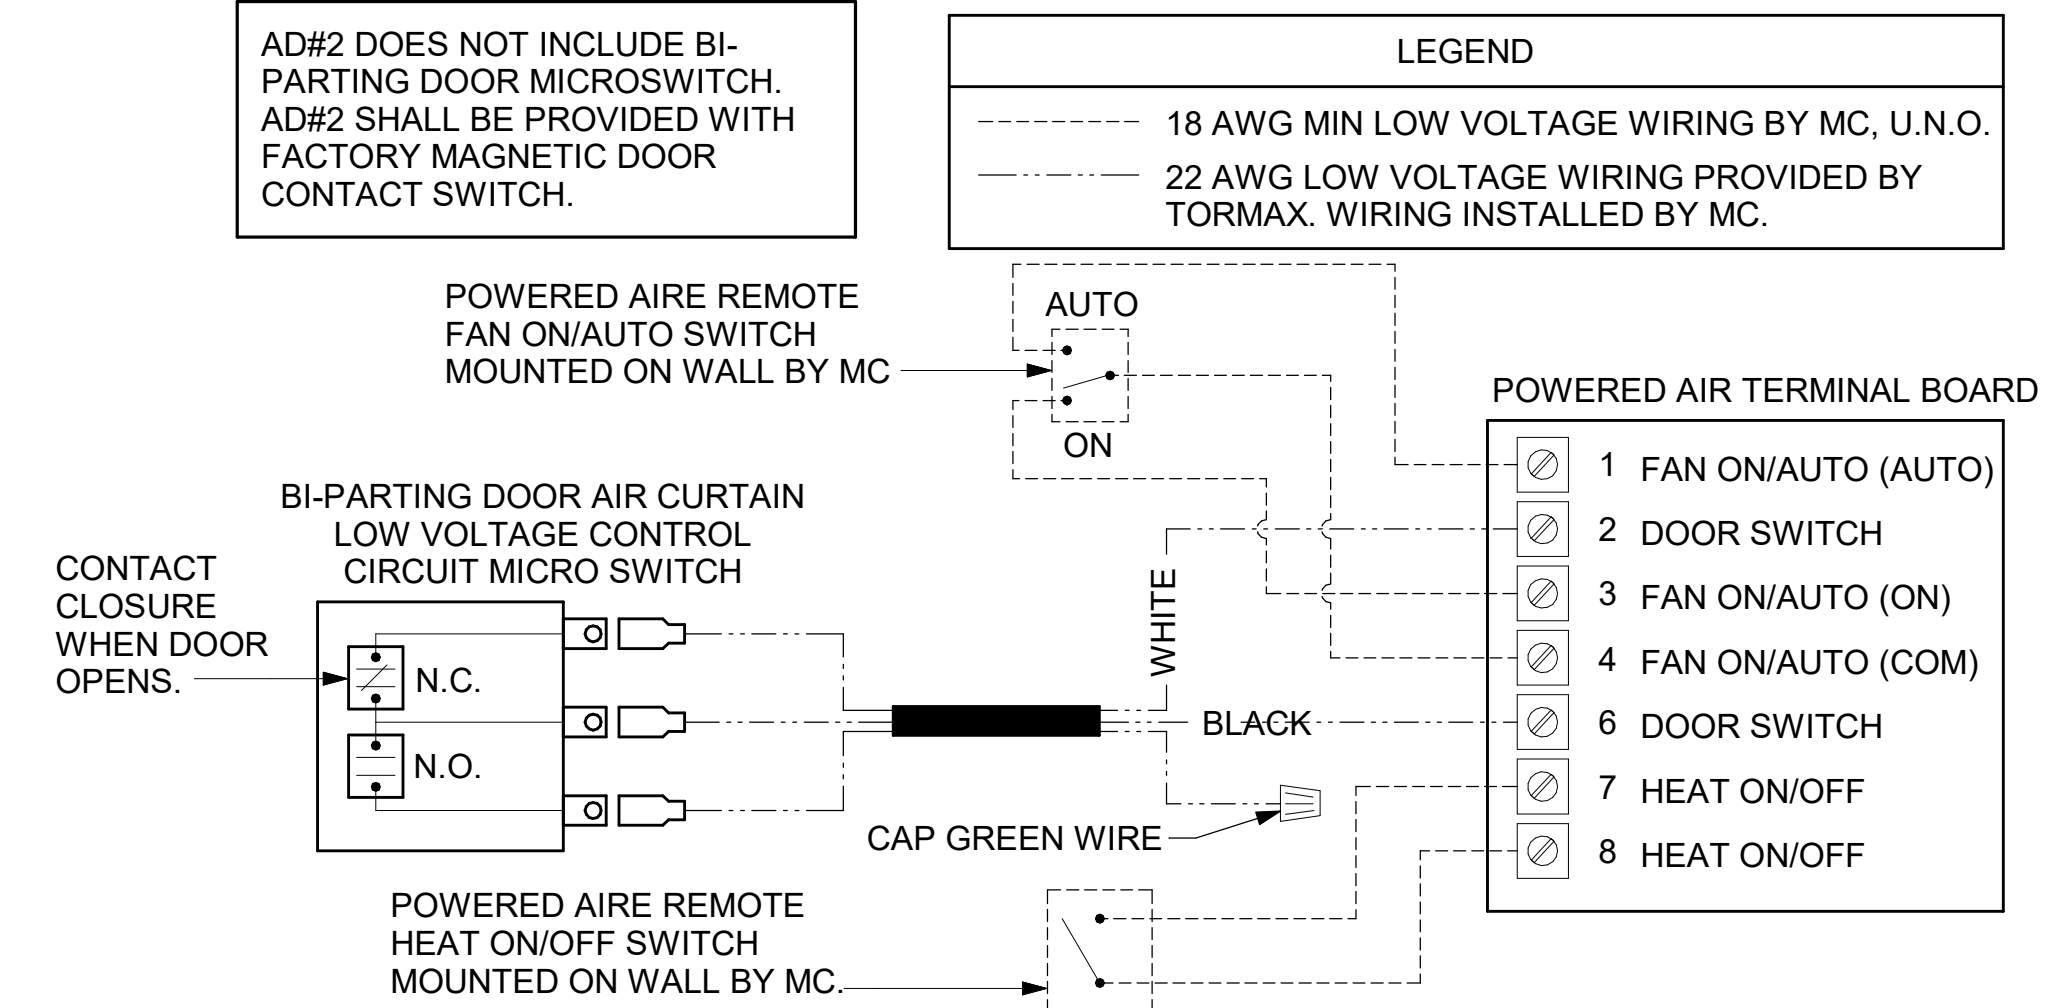 AD#2 DOES NOT INCLUDE BI-
PARTING DOOR MICROSWITCH.
AD#2 SHALL BE PROVIDED WITH
FACTORY MAGNETIC DOOR
CONTACT SWITCH.
LEGEND
18 AWG MIN LOW VOLTAGE WIRING BY MC, U.N.O.
22 AWG LOW VOLTAGE WIRING PROVIDED BY
TORMAX. WIRING INSTALLED BY MC.
POWERED AIRE REMOTE
FAN ON/AUTO SWITCH
MOUNTED ON WALL BY MC
AUTO
ON
POWERED AIR TERMINAL BOARD
1 FAN ON/AUTO (AUTO)
2 DOOR SWITCH
3 FAN ON/AUTO (ON)
4 FAN ON/AUTO (COM)
6 DOOR SWITCH
7 HEAT ON/OFF
8 HEAT ON/OFF
BI-PARTING DOOR AIR CURTAIN
LOW VOLTAGE CONTROL
CIRCUIT MICRO SWITCH
CONTACT
CLOSURE
WHEN DOOR
OPENS.
N.C.
N.O.
WHITE
BLACK
CAP GREEN WIRE
POWERED AIRE REMOTE
HEAT ON/OFF SWITCH
MOUNTED ON WALL BY MC.